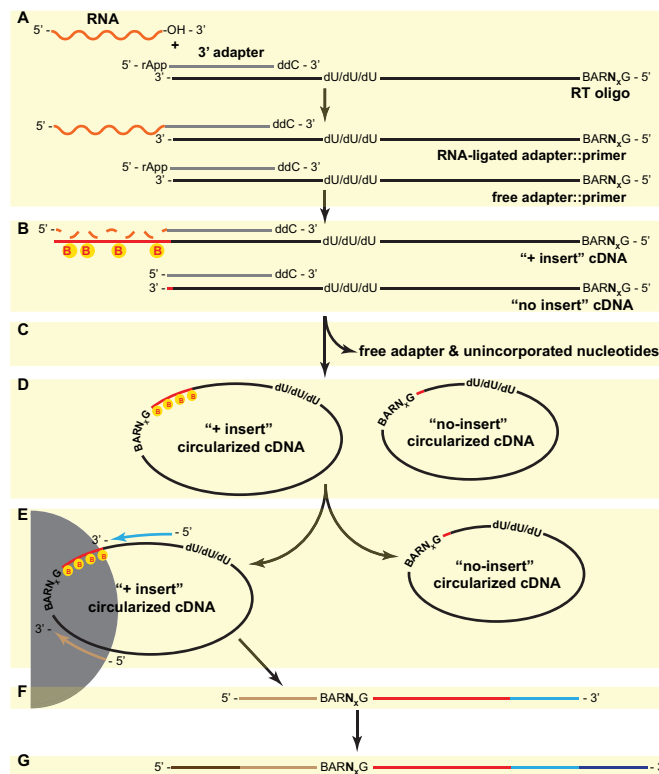 A
RNA
5’ - -OH - 3’
+
3’ adapter
5’ - rApp ddC - 3’
3’ - dU/dU/dU BARNxG - 5’
RT oligo
5’ - ddC - 3’
3’ - dU/dU/dU BARNxG - 5’
RNA-ligated adapter::primer
5’ - rApp ddC - 3’
3’ - dU/dU/dU BARNxG - 5’
free adapter::primer
B
5’ - ddC - 3’
dU/dU/dU BARNxG - 5’
B B B B
“+ insert” cDNA
5’ - ddC - 3’
3’ - dU/dU/dU BARNxG - 5’
“no insert” cDNA
C
free adapter & unincorporated nucleotides
D
dU/dU/dU
B B B B
BARNxG
“+ insert”
circularized cDNA
dU/dU/dU
BARNxG
“no-insert”
circularized cDNA
E
3’ - - 5’
dU/dU/dU
B B B B
BARNxG
“+ insert”
circularized cDNA
3’ -
- 5’
dU/dU/dU
BARNxG
“no-insert”
circularized cDNA
F
5’ - BARNxG - 3’
G
5’ - BARNxG